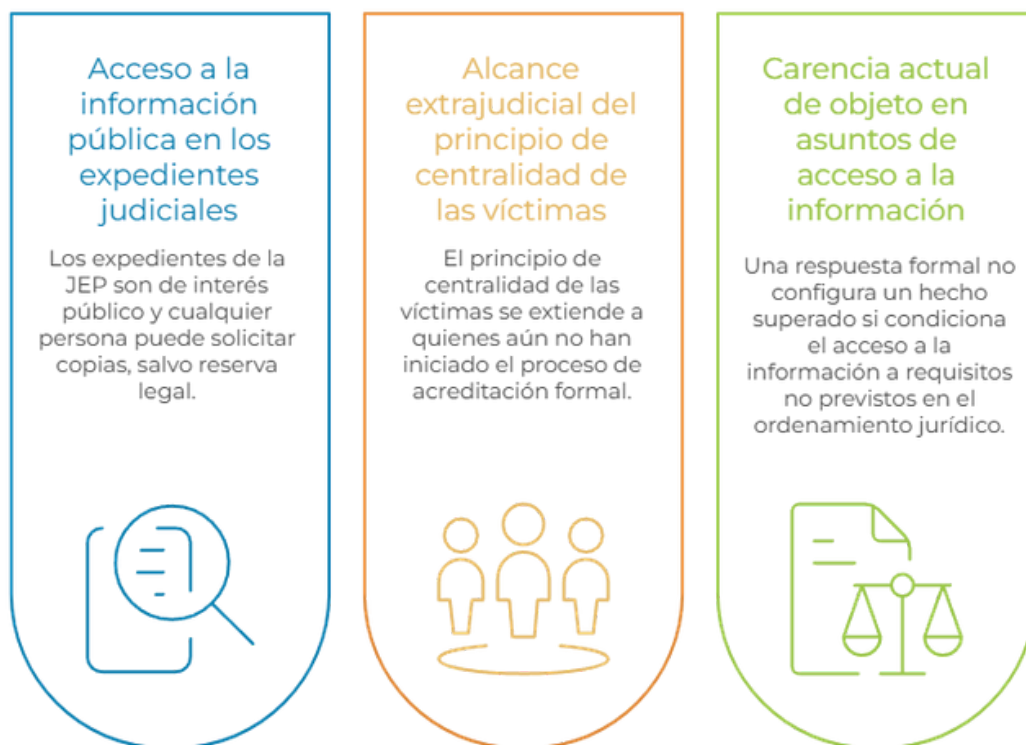 Acceso a la
información
pública en los
expedientes
judiciales
Los expedientes de la
JEP son de interés
público y cualquier
persona puede solicitar
copias, salvo reserva
legal.
Alcance
extrajudicial del
principio de
centralidad de
las víctimas
El principio de
centralidad de las
víctimas se extiende a
quienes aún no han
iniciado el proceso de
acreditación formal.
Carencia actual
de objeto en
asuntos de
acceso a la
información
Una respuesta formal no
configura un hecho
superado si condiciona
el acceso a la
información a requisitos
no previstos en el
ordenamiento jurídico.